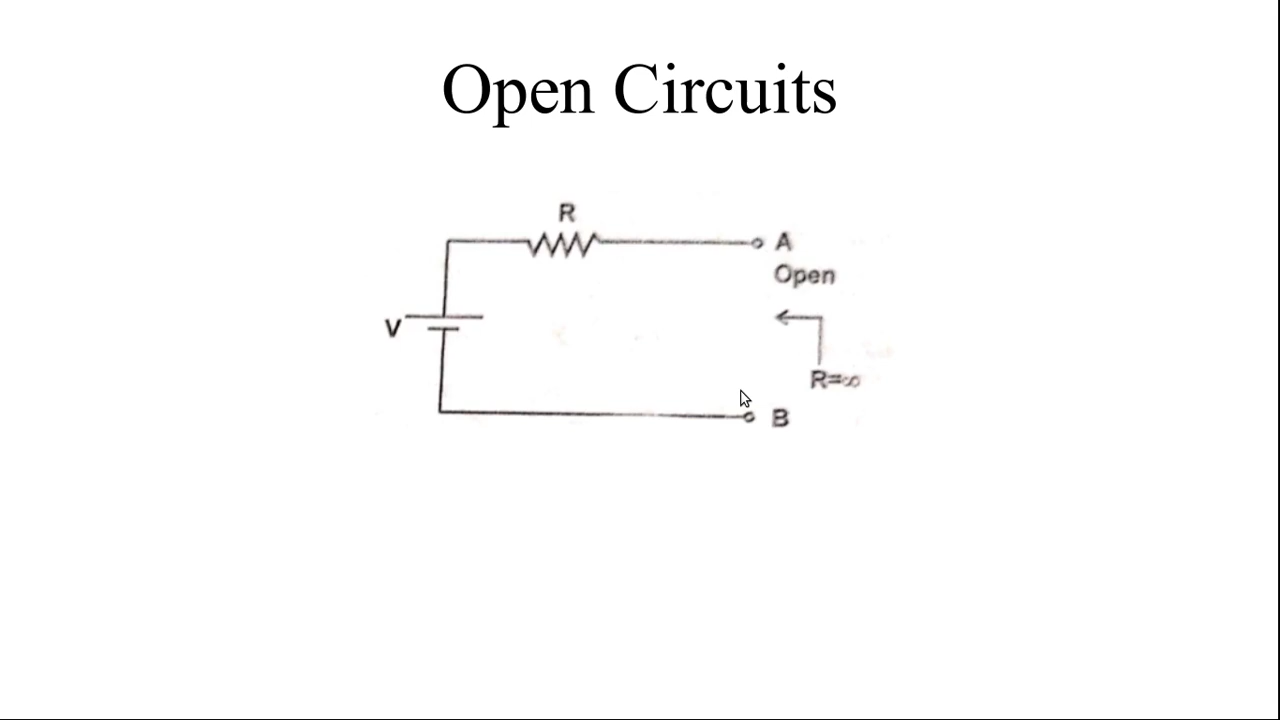 Open Circuits
R
A
Open
V
R=∞
B